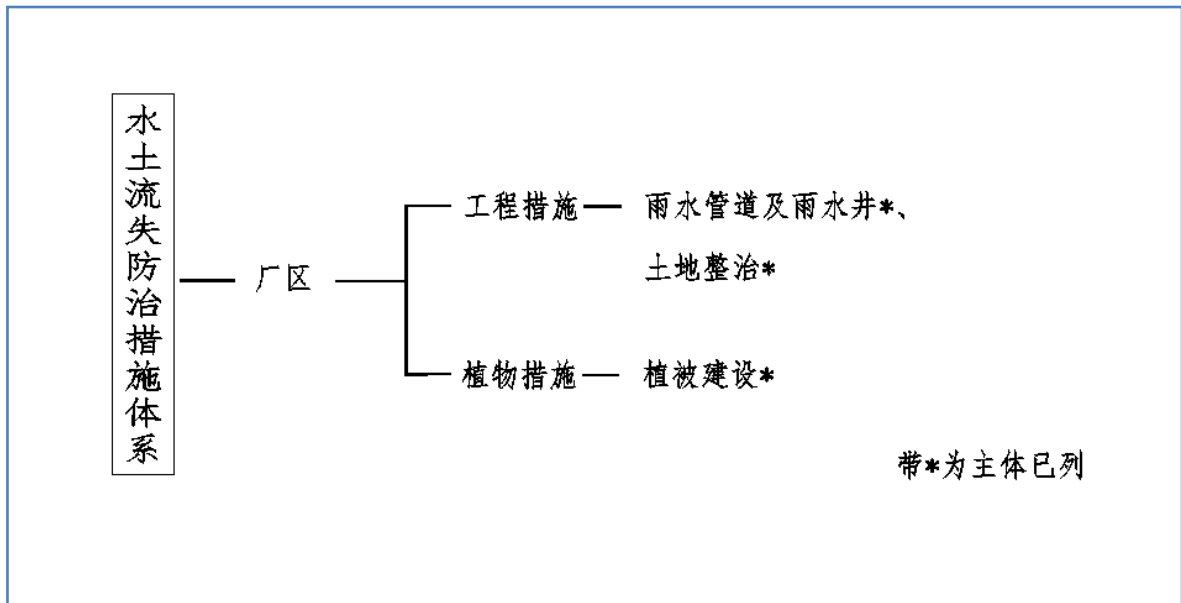 水土流失防治措施体系
厂区
工程措施
雨水管道及雨水井*、
土地整治*
植物措施
植被建设*
带*为主体已列